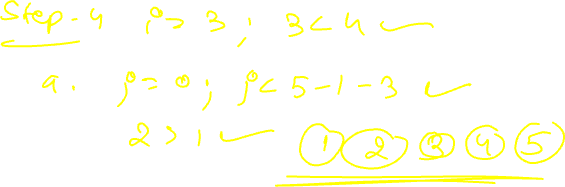 Step-4 i=3; 3<4 ✓
a. j=0; j<5-1-3 ✓
2>1 ✓ 1 2 3 4 5